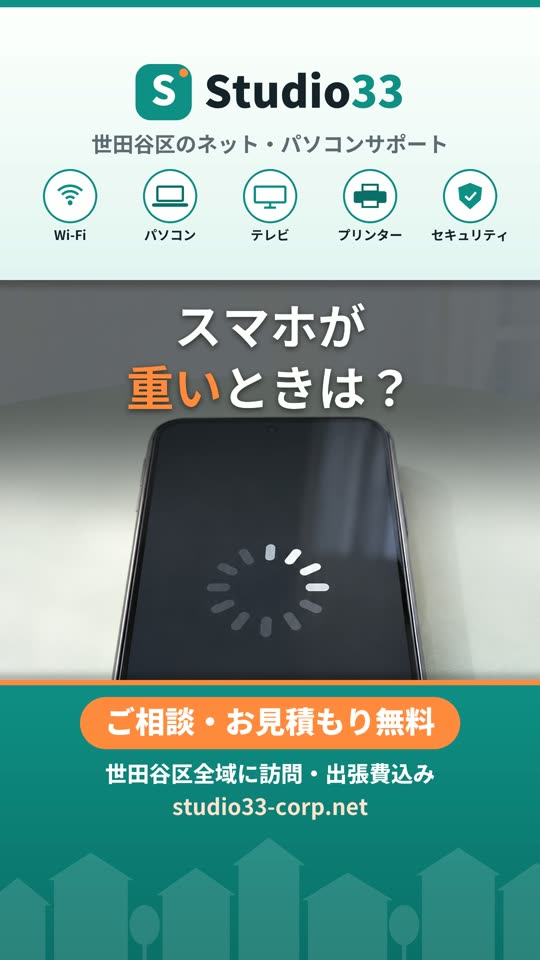 S Studio33
世田谷区のネット・パソコンサポート
Wi-Fi パソコン テレビ プリンター セキュリティ
スマホが
重いときは？
ご相談・お見積もり無料
世田谷区全域に訪問・出張費込み
studio33-corp.net